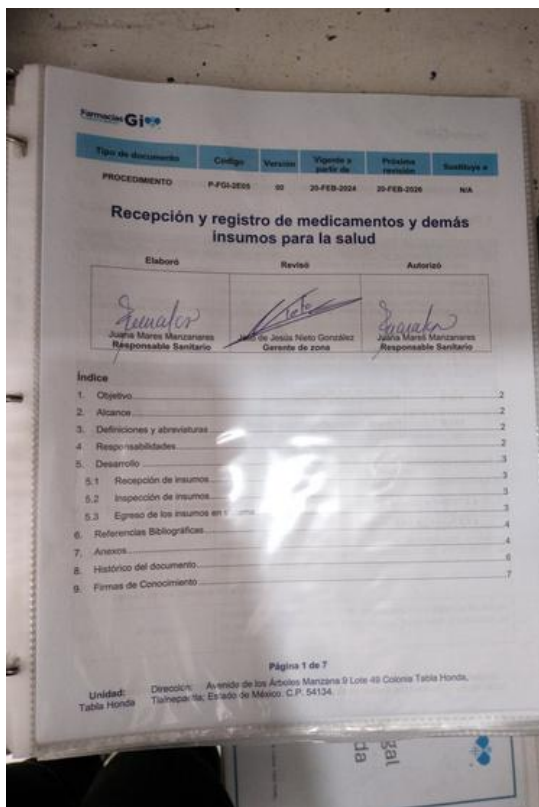 Farmacias Gi
Tipo de documento Código Versión Vigente a partir de Próxima revisión Sustituye a
PROCEDIMIENTO P-FGI-2E05 00 20-FEB-2024 20-FEB-2026 N/A
Recepción y registro de medicamentos y demás
insumos para la salud
Elaboró Revisó Autorizó
Juana Mares Manzanares de Jesús Nieto González Juana Mares Manzanares
Responsable Sanitario Gerente de zona Responsable Sanitario
Índice
1. Objetivo 2
2. Alcance 2
3. Definiciones y abreviaturas 2
4 Responsabilidades 2
5. Desarrollo 3
5.1 Recepción de insumos 3
5.2 Inspección de insumos 3
5.3 Egreso de los insumos en 3
6. Referencias Bibliográficas 4
7. Anexos 4
8. Histórico del documento 6
9. Firmas de Conocimiento 7
Página 1 de 7
Unidad: Dirección: Avenida de los Árboles Manzana 9 Lote 49 Colonia Tabla Honda,
Tabla Honda Tlalnepantla; Estado de México. C.P. 54134.